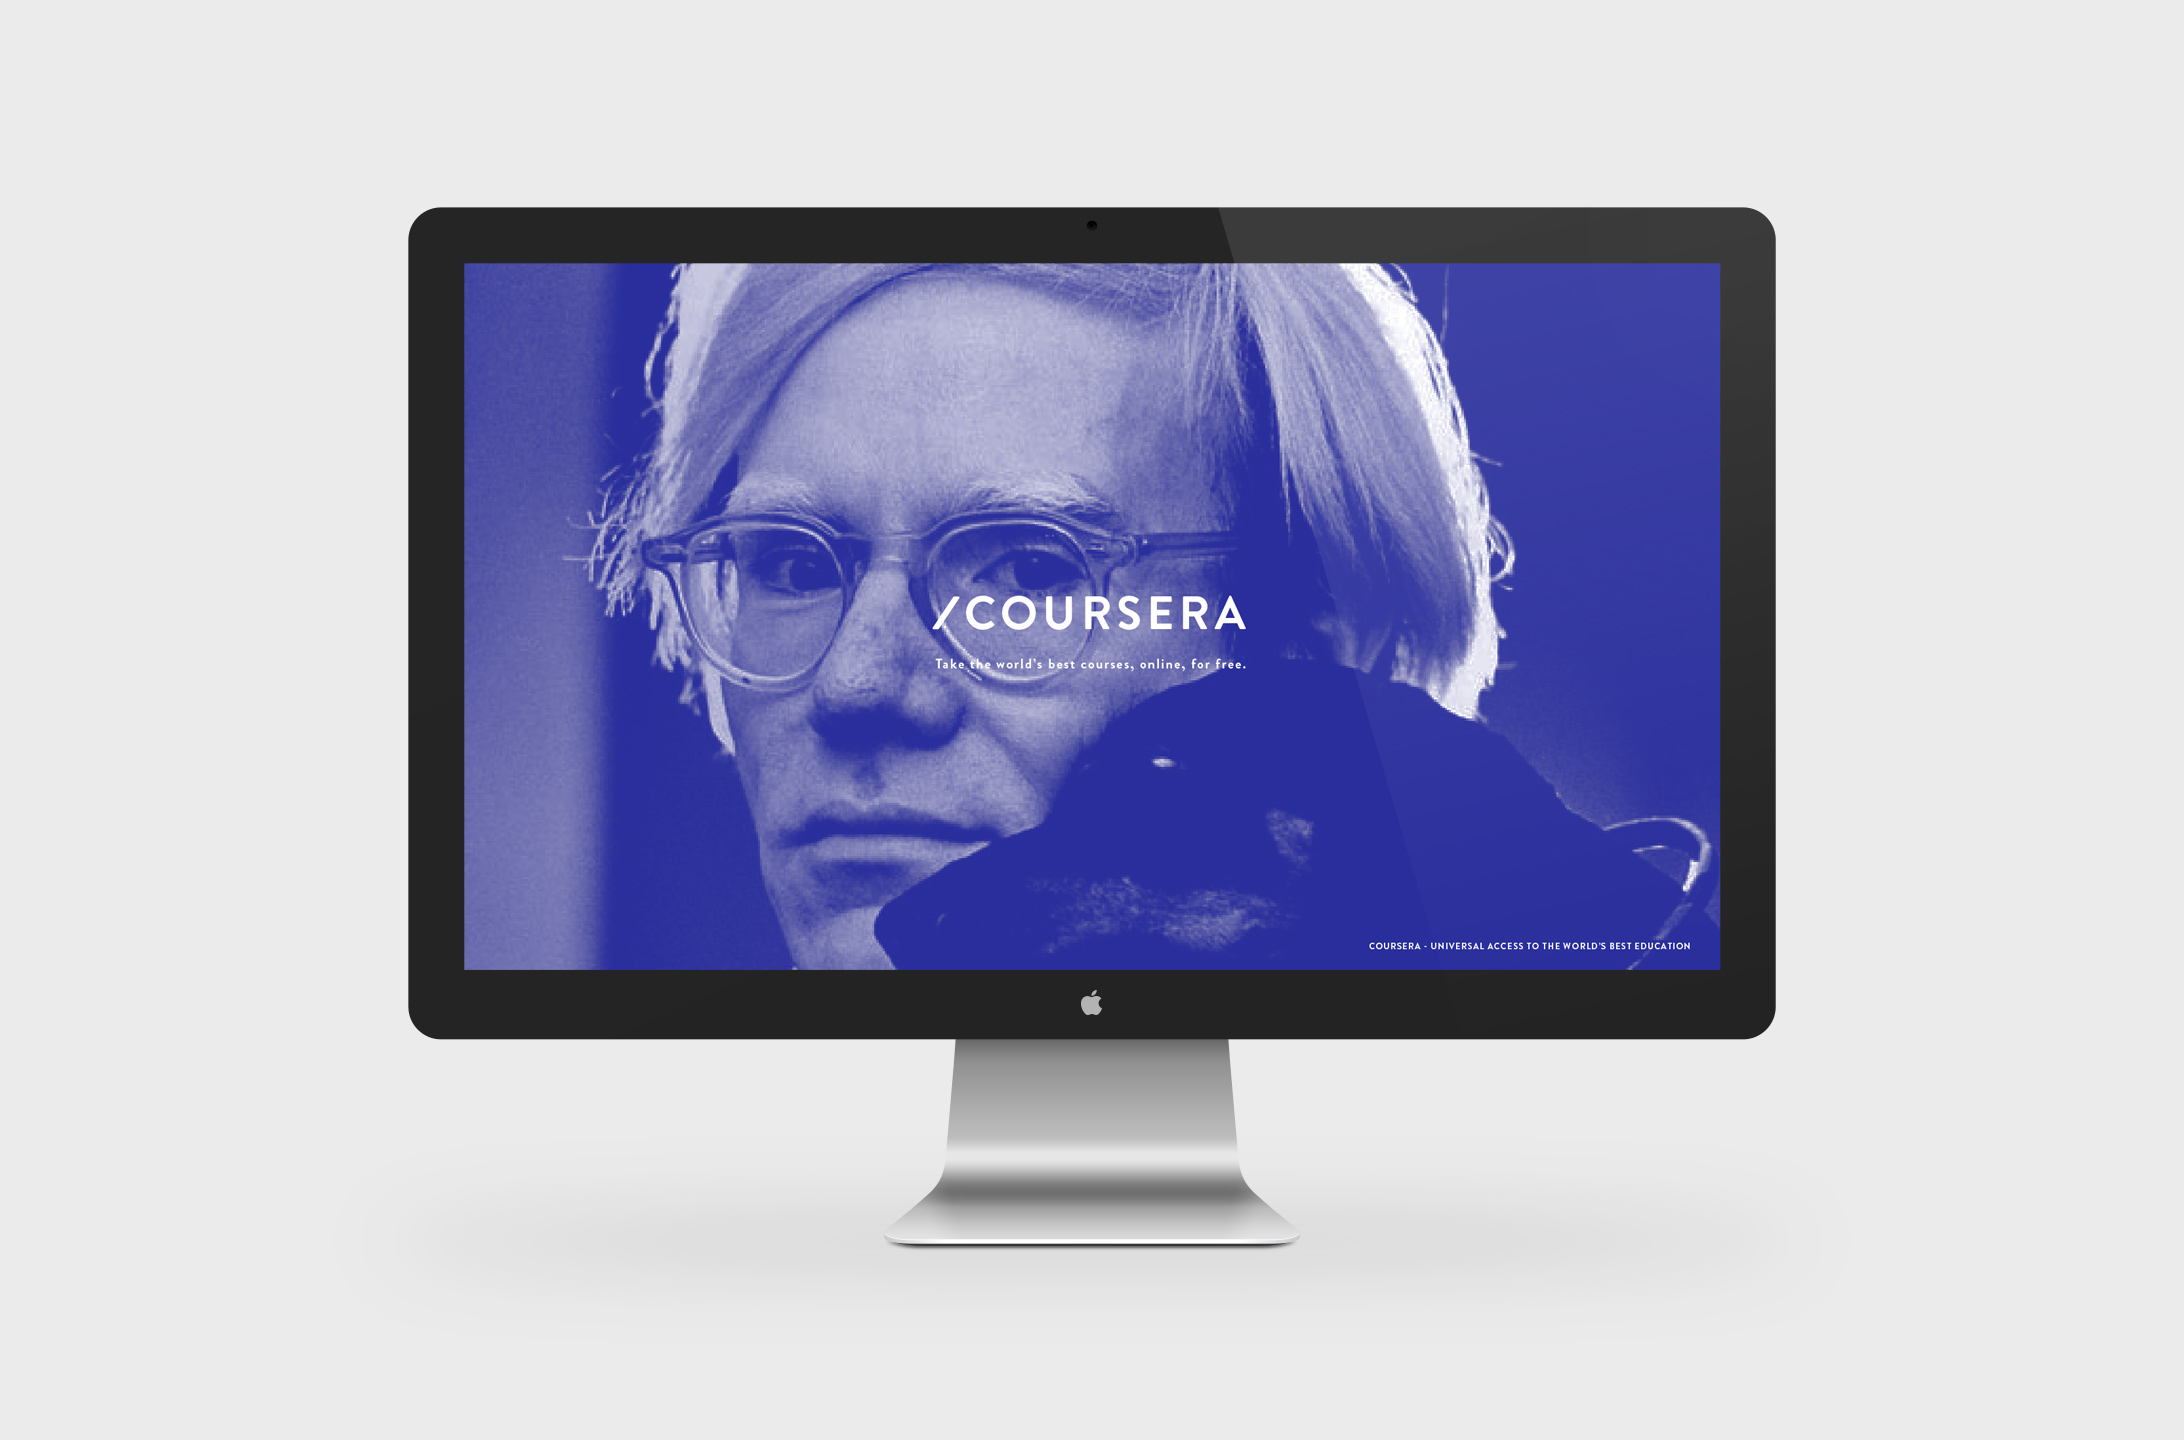 /COURSERA
Take the world's best courses, online, for free.
COURSERA - UNIVERSAL ACCESS TO THE WORLD'S BEST EDUCATION